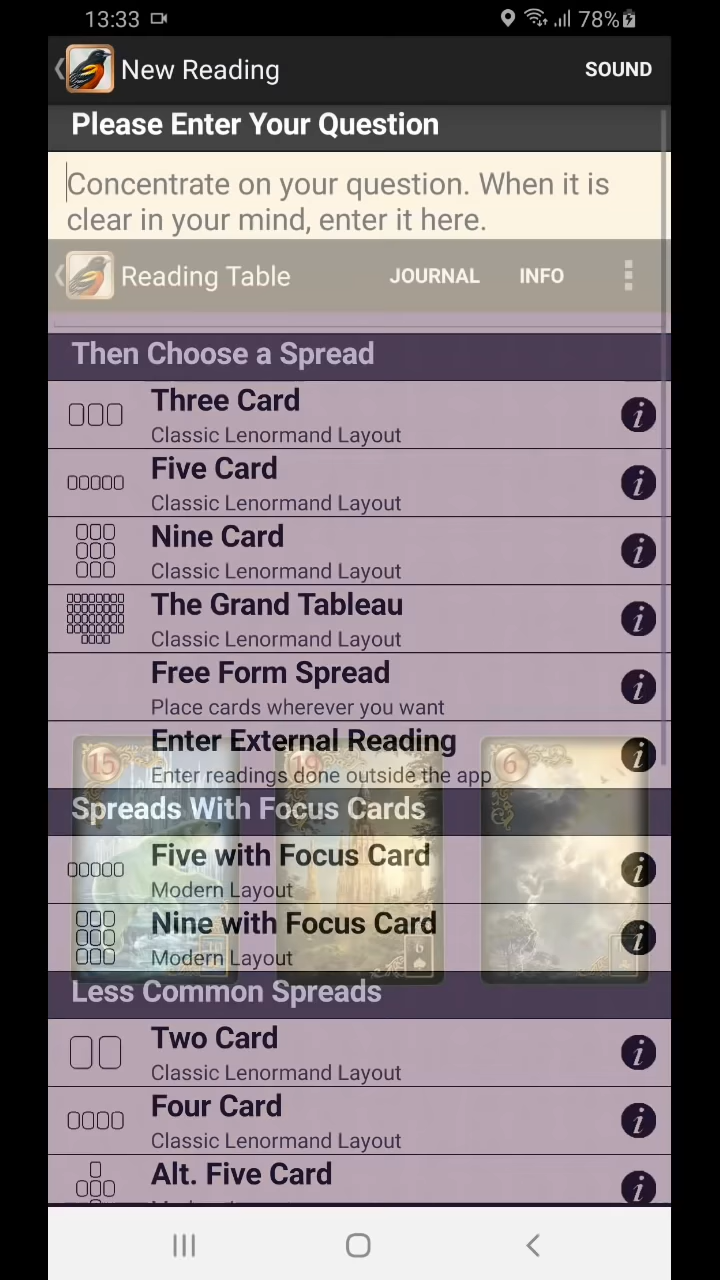 13:33
78%
New Reading
SOUND
Please Enter Your Question
Concentrate on your question. When it is
clear in your mind, enter it here.
Reading Table
JOURNAL
INFO
Then Choose a Spread
Three Card
Classic Lenormand Layout
Five Card
Classic Lenormand Layout
Nine Card
Classic Lenormand Layout
The Grand Tableau
Classic Lenormand Layout
Free Form Spread
Place cards wherever you want
Enter External Reading
Enter readings done outside the app
15
19
6
Spreads With Focus Cards
Five with Focus Card
Modern Layout
Nine with Focus Card
Modern Layout
6
Less Common Spreads
Two Card
Classic Lenormand Layout
Four Card
Classic Lenormand Layout
Alt. Five Card